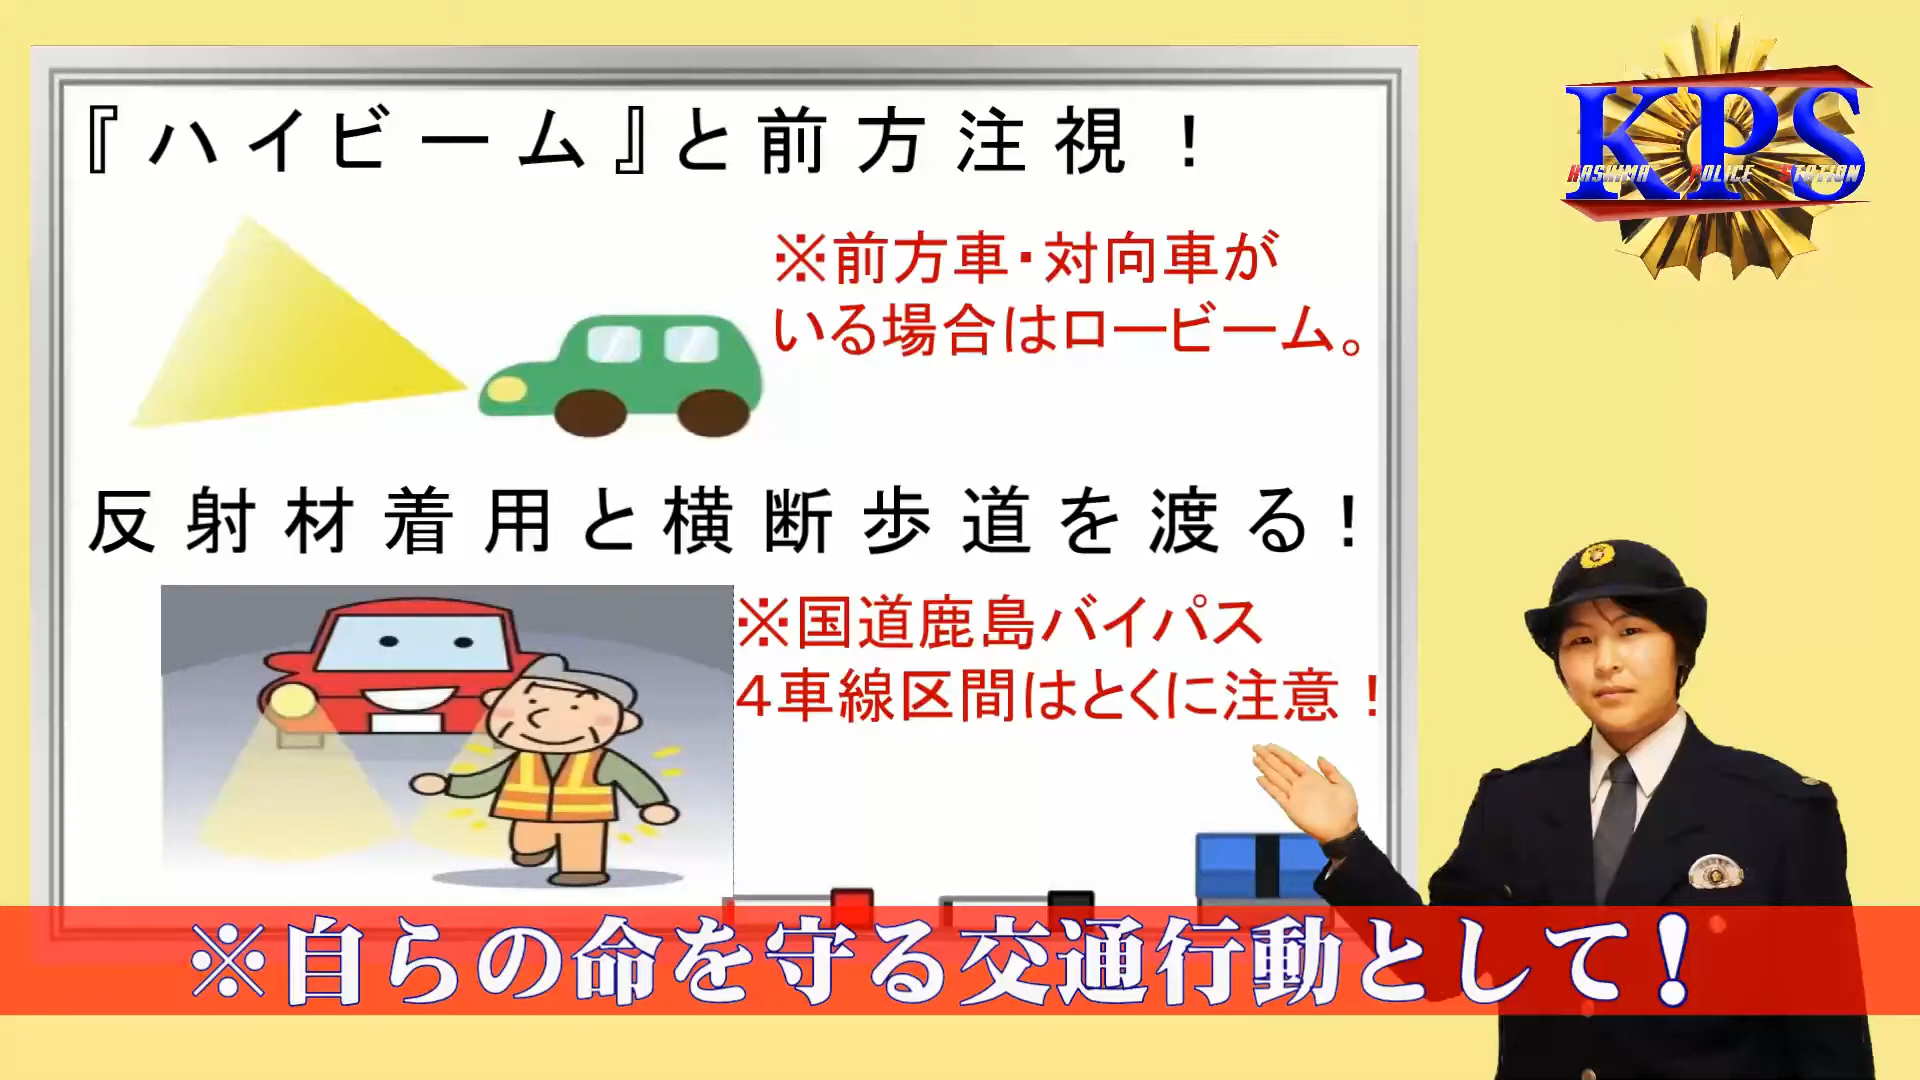 『ハイビーム』と前方注視！
※前方車・対向車が
いる場合はロービーム。
反射材着用と横断歩道を渡る！
※国道鹿島バイパス
４車線区間はとくに注意！
※自らの命を守る交通行動として！
KPS
KASHIMA POLICE STATION